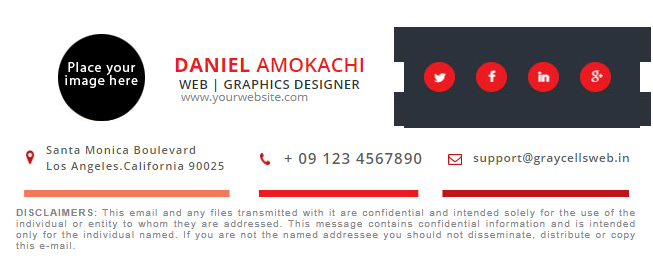 Place your
image here
DANIEL AMOKACHI
WEB | GRAPHICS DESIGNER
www.yourwebsite.com
Santa Monica Boulevard
Los Angeles.California 90025
+ 09 123 4567890
support@graycellsweb.in
DISCLAIMERS: This email and any files transmitted with it are confidential and intended solely for the use of the
individual or entity to whom they are addressed. This message contains confidential information and is intended
only for the individual named. If you are not the named addressee you should not disseminate, distribute or copy
this e-mail.